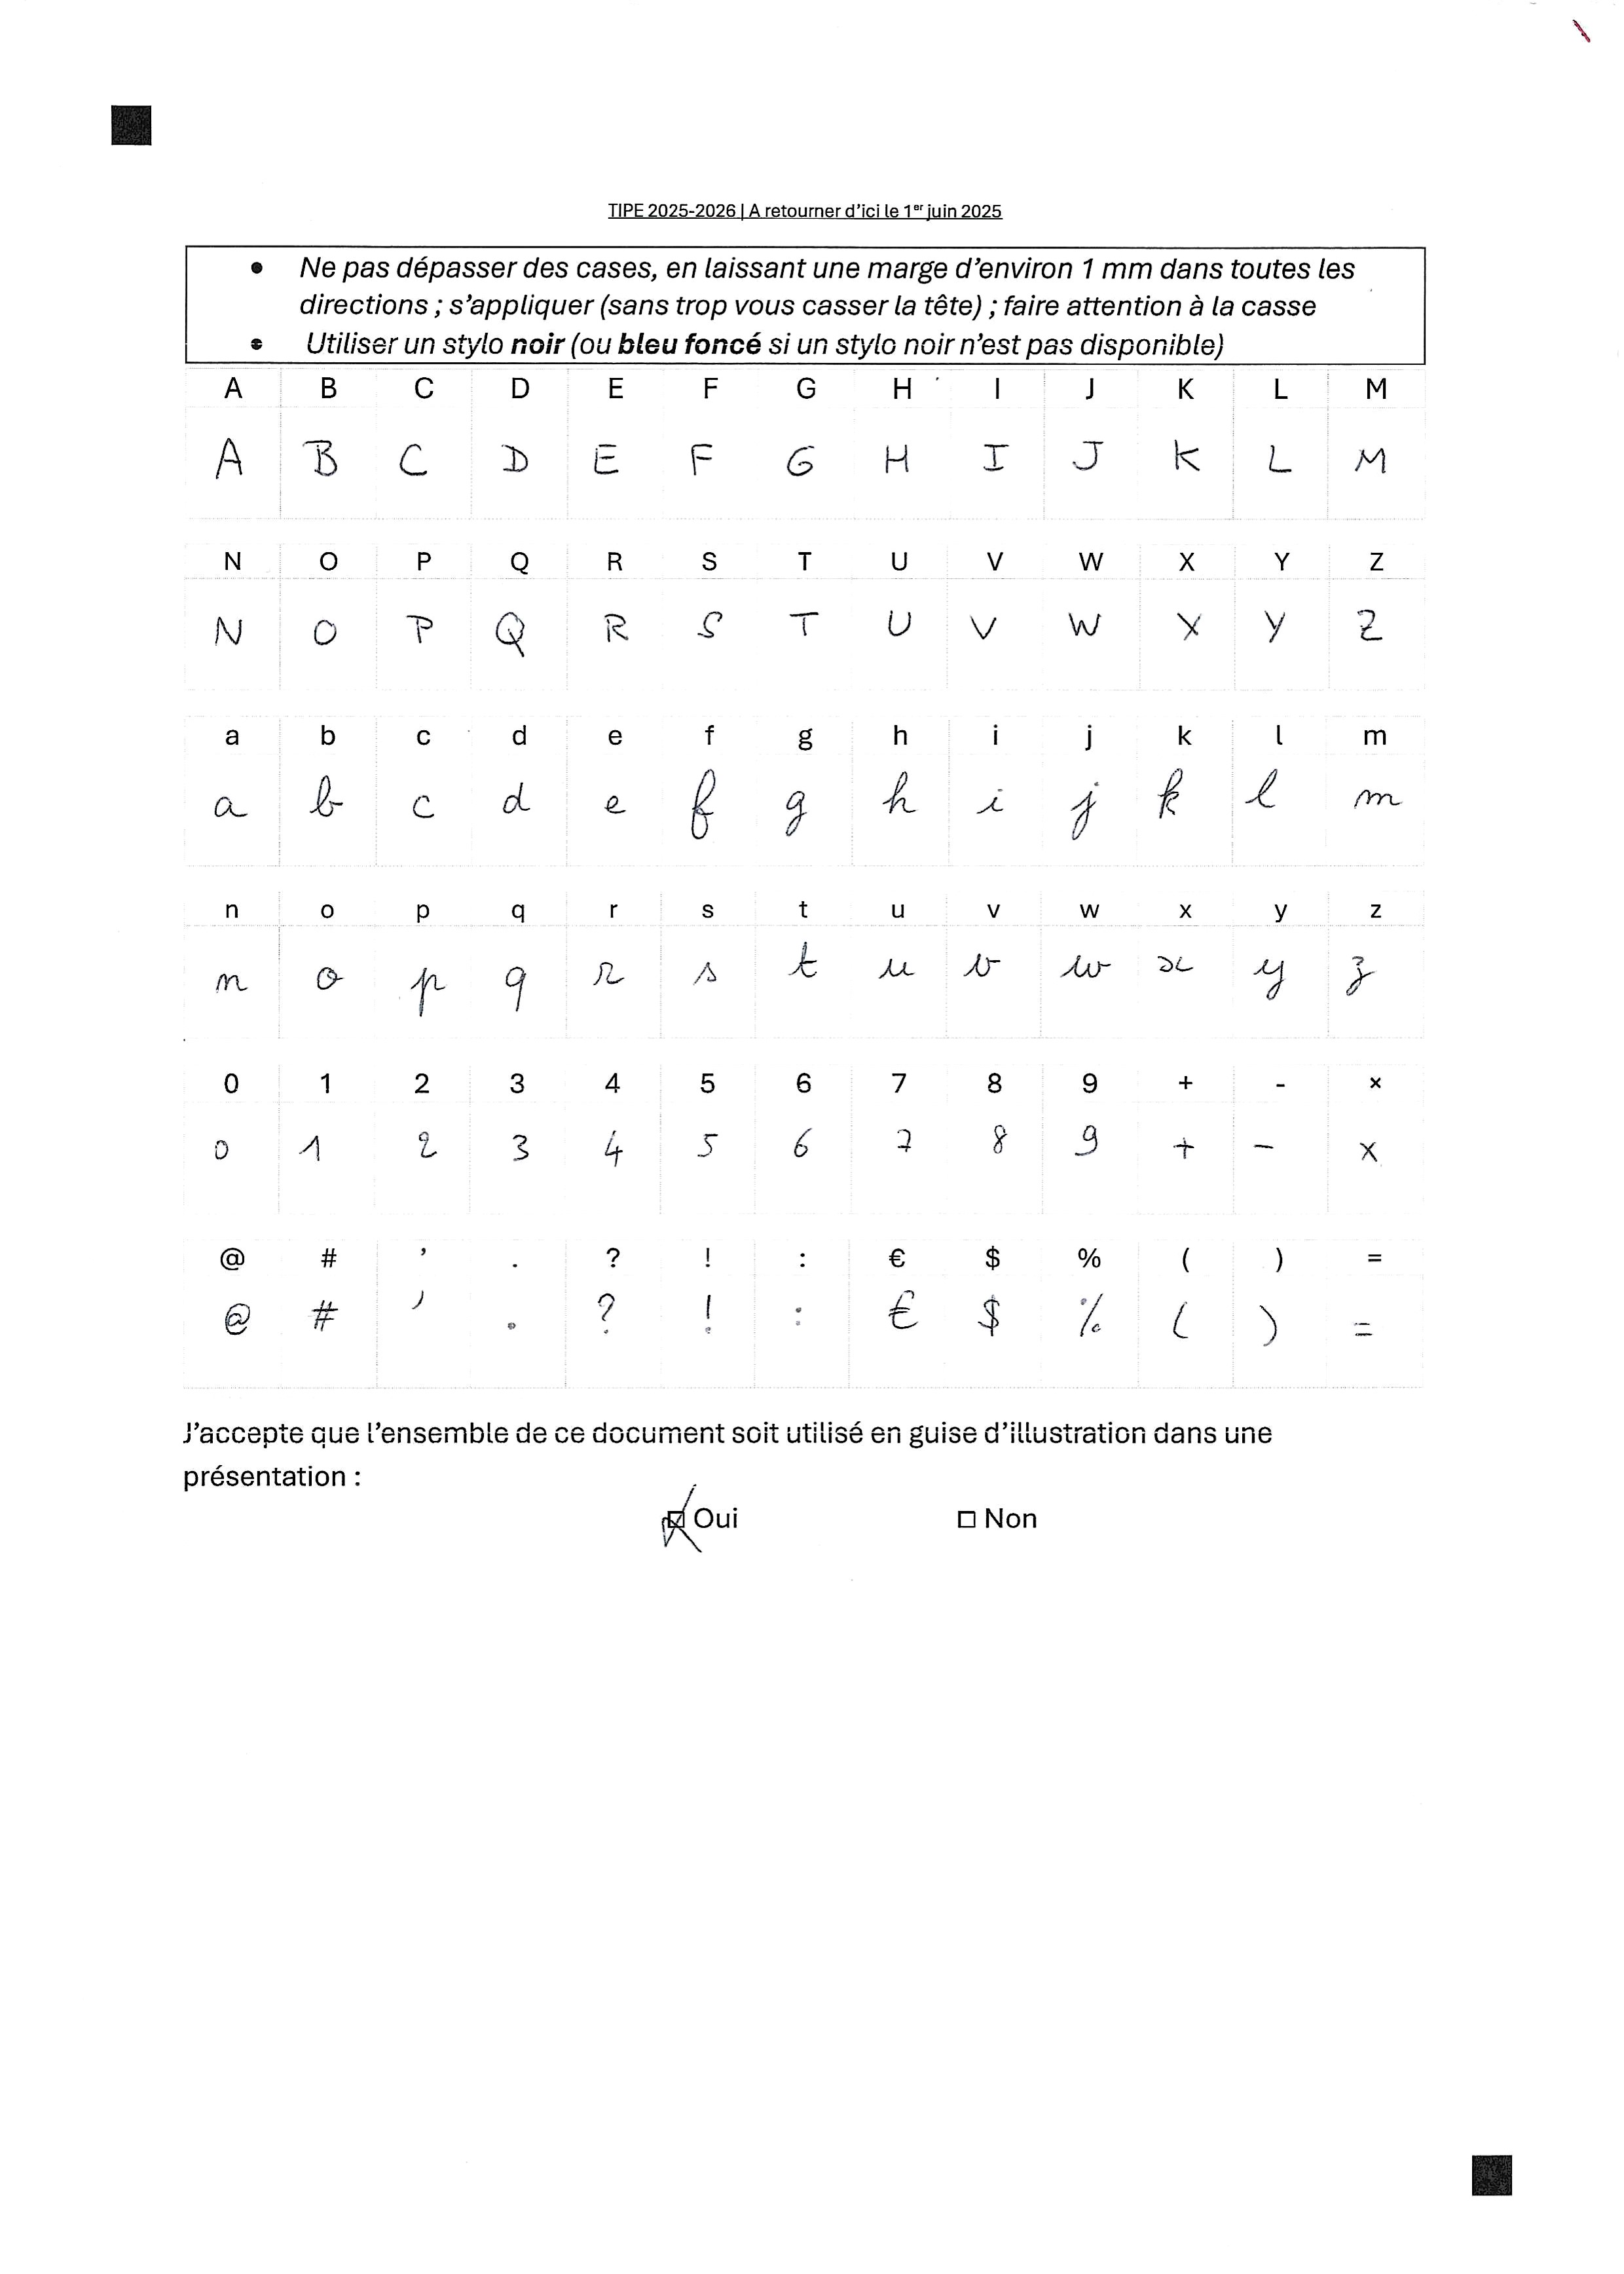 TIPE 2025-2026 | A retourner d'ici le 1er juin 2025
• Ne pas dépasser des cases, en laissant une marge d'environ 1 mm dans toutes les
directions ; s'appliquer (sans trop vous casser la tête) ; faire attention à la casse
• Utiliser un stylo noir (ou bleu foncé si un stylo noir n'est pas disponible)
A B C D E F G H I J K L M
A B C D E F G H I J K L M
N O P Q R S T U V W X Y Z
N O P Q R S T U V W X Y Z
a b c d e f g h i j k l m
a b c d e f g h i j k l m
n o p q r s t u v w x y z
n o p q r s t u v w x y z
0 1 2 3 4 5 6 7 8 9 + - ×
0 1 2 3 4 5 6 7 8 9 + - ×
@ # ’ . ? ! : € $ % ( ) =
@ # ’ . ? ! : € $ % ( ) =
J'accepte que l'ensemble de ce document soit utilisé en guise d'illustration dans une
présentation :
☒ Oui ☐ Non